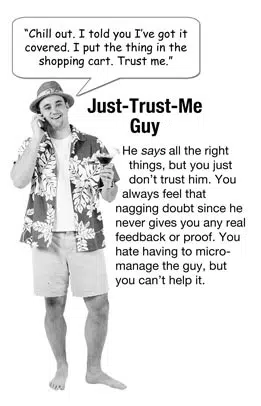 “Chill out. I told you I’ve got it
covered. I put the thing in the
shopping cart. Trust me.”
Just-Trust-Me
Guy
He says all the right
things, but you just
don’t trust him. You
always feel that
nagging doubt since he
never gives you any real
feedback or proof. You
hate having to micro-
manage the guy, but
you can’t help it.